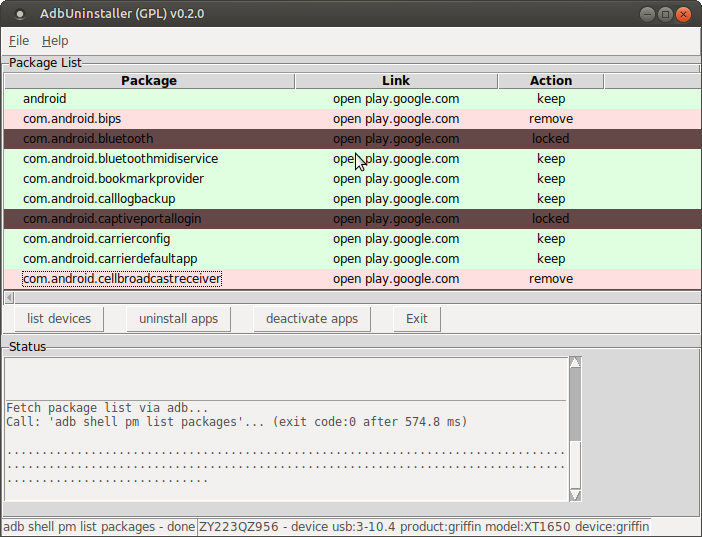 AdbUninstaller (GPL) v0.2.0
File Help
Package List
Package Link Action
android open play.google.com keep
com.android.bips open play.google.com remove
com.android.bluetooth open play.google.com locked
com.android.bluetoothmidiservice open play.google.com keep
com.android.bookmarkprovider open play.google.com keep
com.android.calllogbackup open play.google.com keep
com.android.captiveportallogin open play.google.com locked
com.android.carrierconfig open play.google.com keep
com.android.carrierdefaultapp open play.google.com keep
com.android.cellbroadcastreceiver open play.google.com remove
list devices uninstall apps deactivate apps Exit
Status
Fetch package list via adb...
Call: 'adb shell pm list packages'... (exit code:0 after 574.8 ms)
................................................................................
................................................................................
.............................
adb shell pm list packages - done ZY223QZ956 - device usb:3-10.4 product:griffin model:XT1650 device:griffin